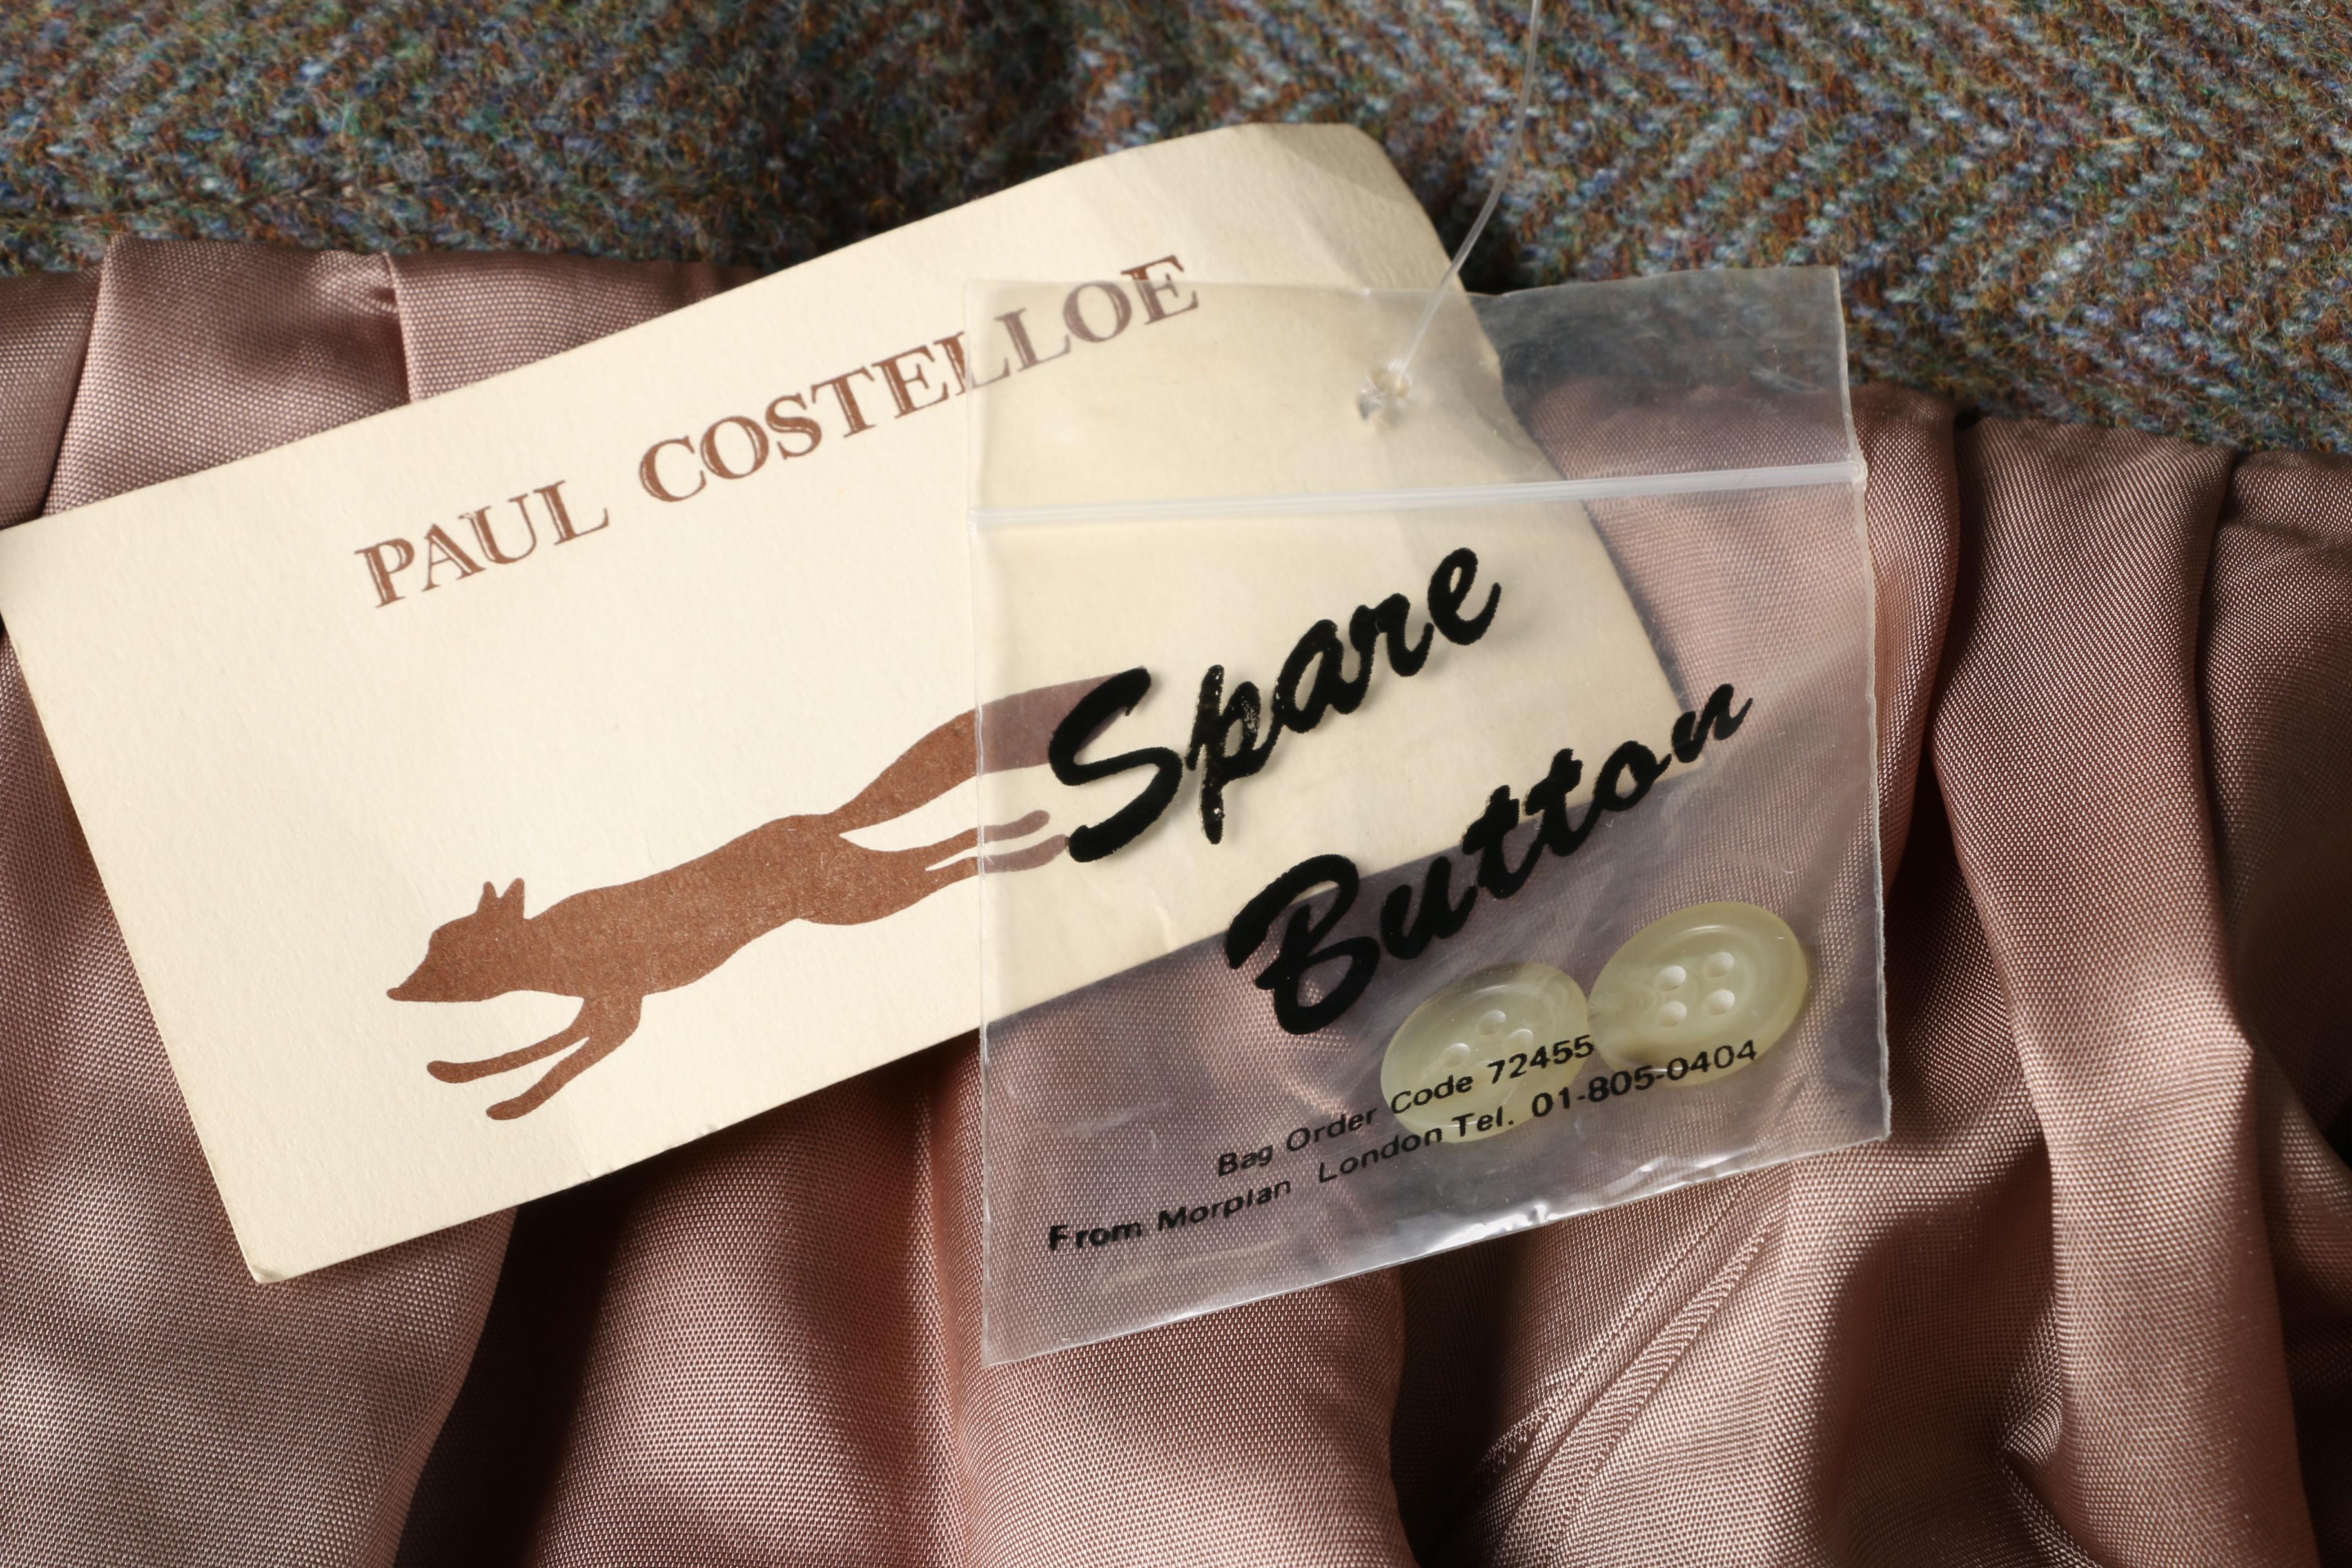 PAUL COSTELLOE
Spare
Button
Bag Order Code 72455
From Morplan London Tel. 01-805-0404